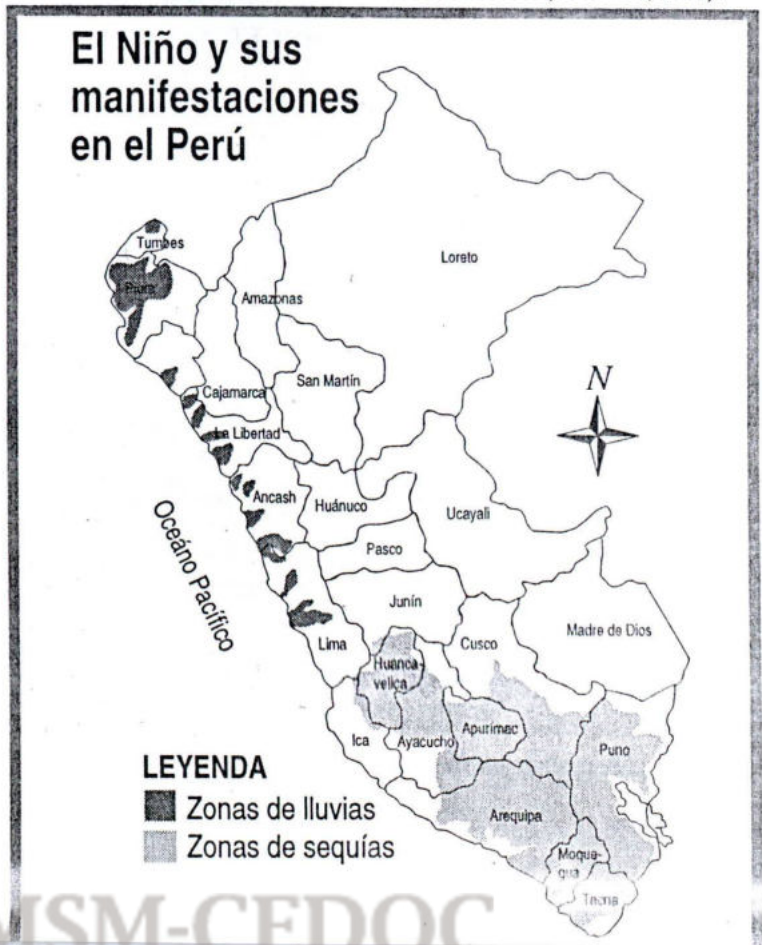 El Niño y sus
manifestaciones
en el Perú
Tumbes
Piura
Amazonas
Loreto
Cajamarca
San Martín
La Libertad
N
Ancash
Huánuco
Ucayali
Océano Pacífico
Pasco
Junín
Madre de Dios
Lima
Cusco
Huanca-
velica
Ica
Ayacucho
Apurímac
Puno
Arequipa
Moque-
gua
Tacna
LEYENDA
Zonas de lluvias
Zonas de sequías
MSM-CEDOC